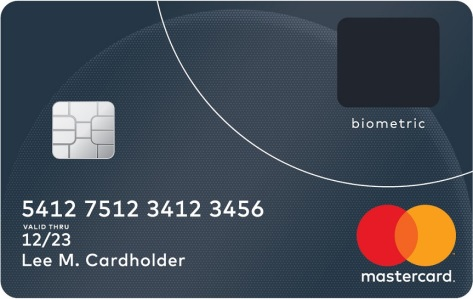 biometric
5412 7512 3412 3456
VALID THRU
12/23
Lee M. Cardholder
mastercard.